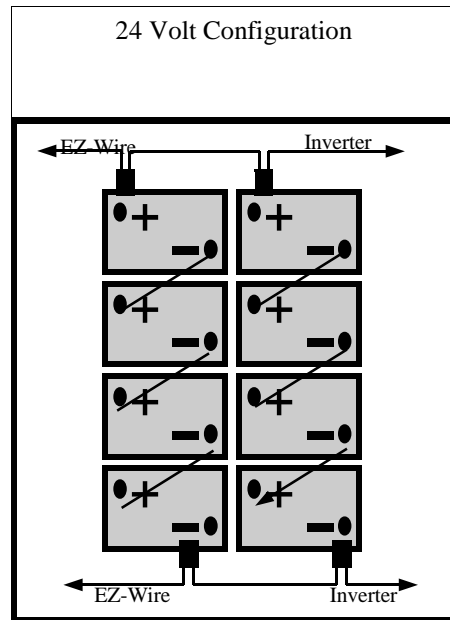 24 Volt Configuration
EZ-Wire Inverter
+ +
− −
+ +
− −
+ +
− −
+ +
− −
EZ-Wire Inverter